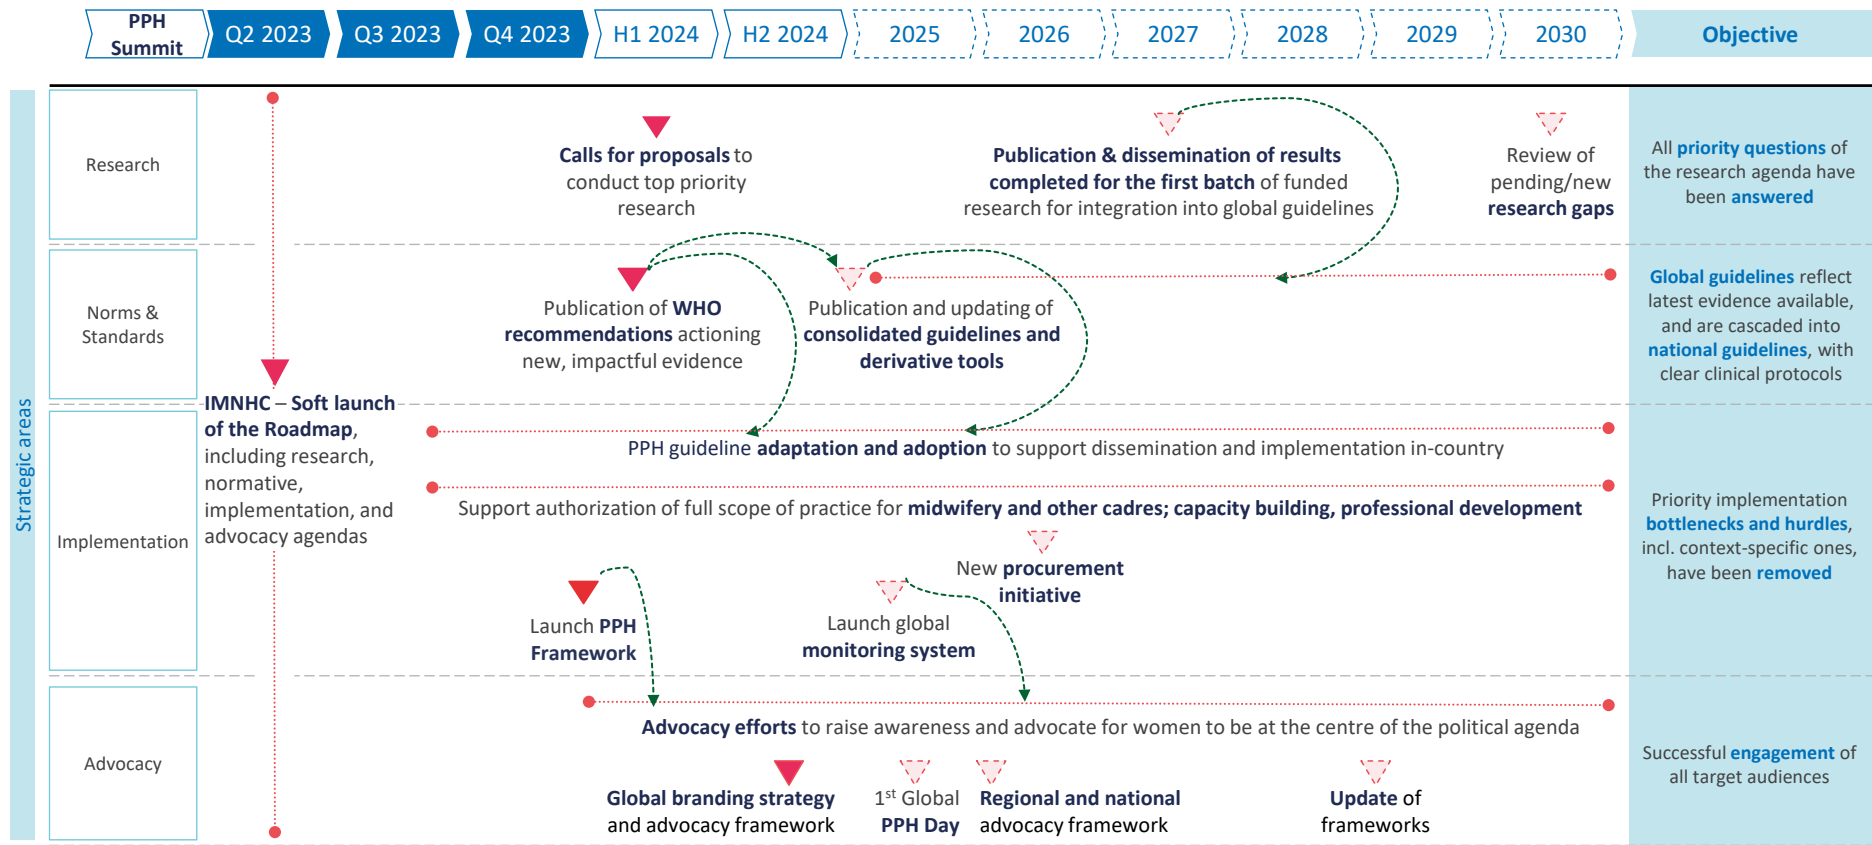 PPH
Summit
Q2 2023
Q3 2023
Q4 2023
H1 2024
H2 2024
2025
2026
2027
2028
2029
2030
Objective
Strategic areas
Research
Calls for proposals to
conduct top priority
research
Publication & dissemination of results
completed for the first batch of funded
research for integration into global guidelines
Review of
pending/new
research gaps
All priority questions of
the research agenda have
been answered
Norms &
Standards
Publication of WHO
recommendations actioning
new, impactful evidence
Publication and updating of
consolidated guidelines and
derivative tools
Global guidelines reflect
latest evidence available,
and are cascaded into
national guidelines, with
clear clinical protocols
IMNHC – Soft launch
of the Roadmap,
including research,
normative,
implementation, and
advocacy agendas
Implementation
PPH guideline adaptation and adoption to support dissemination and implementation in-country
Support authorization of full scope of practice for midwifery and other cadres; capacity building, professional development
New procurement
initiative
Launch PPH
Framework
Launch global
monitoring system
Priority implementation
bottlenecks and hurdles,
incl. context-specific ones,
have been removed
Advocacy
Advocacy efforts to raise awareness and advocate for women to be at the centre of the political agenda
Global branding strategy
and advocacy framework
1st Global
PPH Day
Regional and national
advocacy framework
Update of
frameworks
Successful engagement of
all target audiences